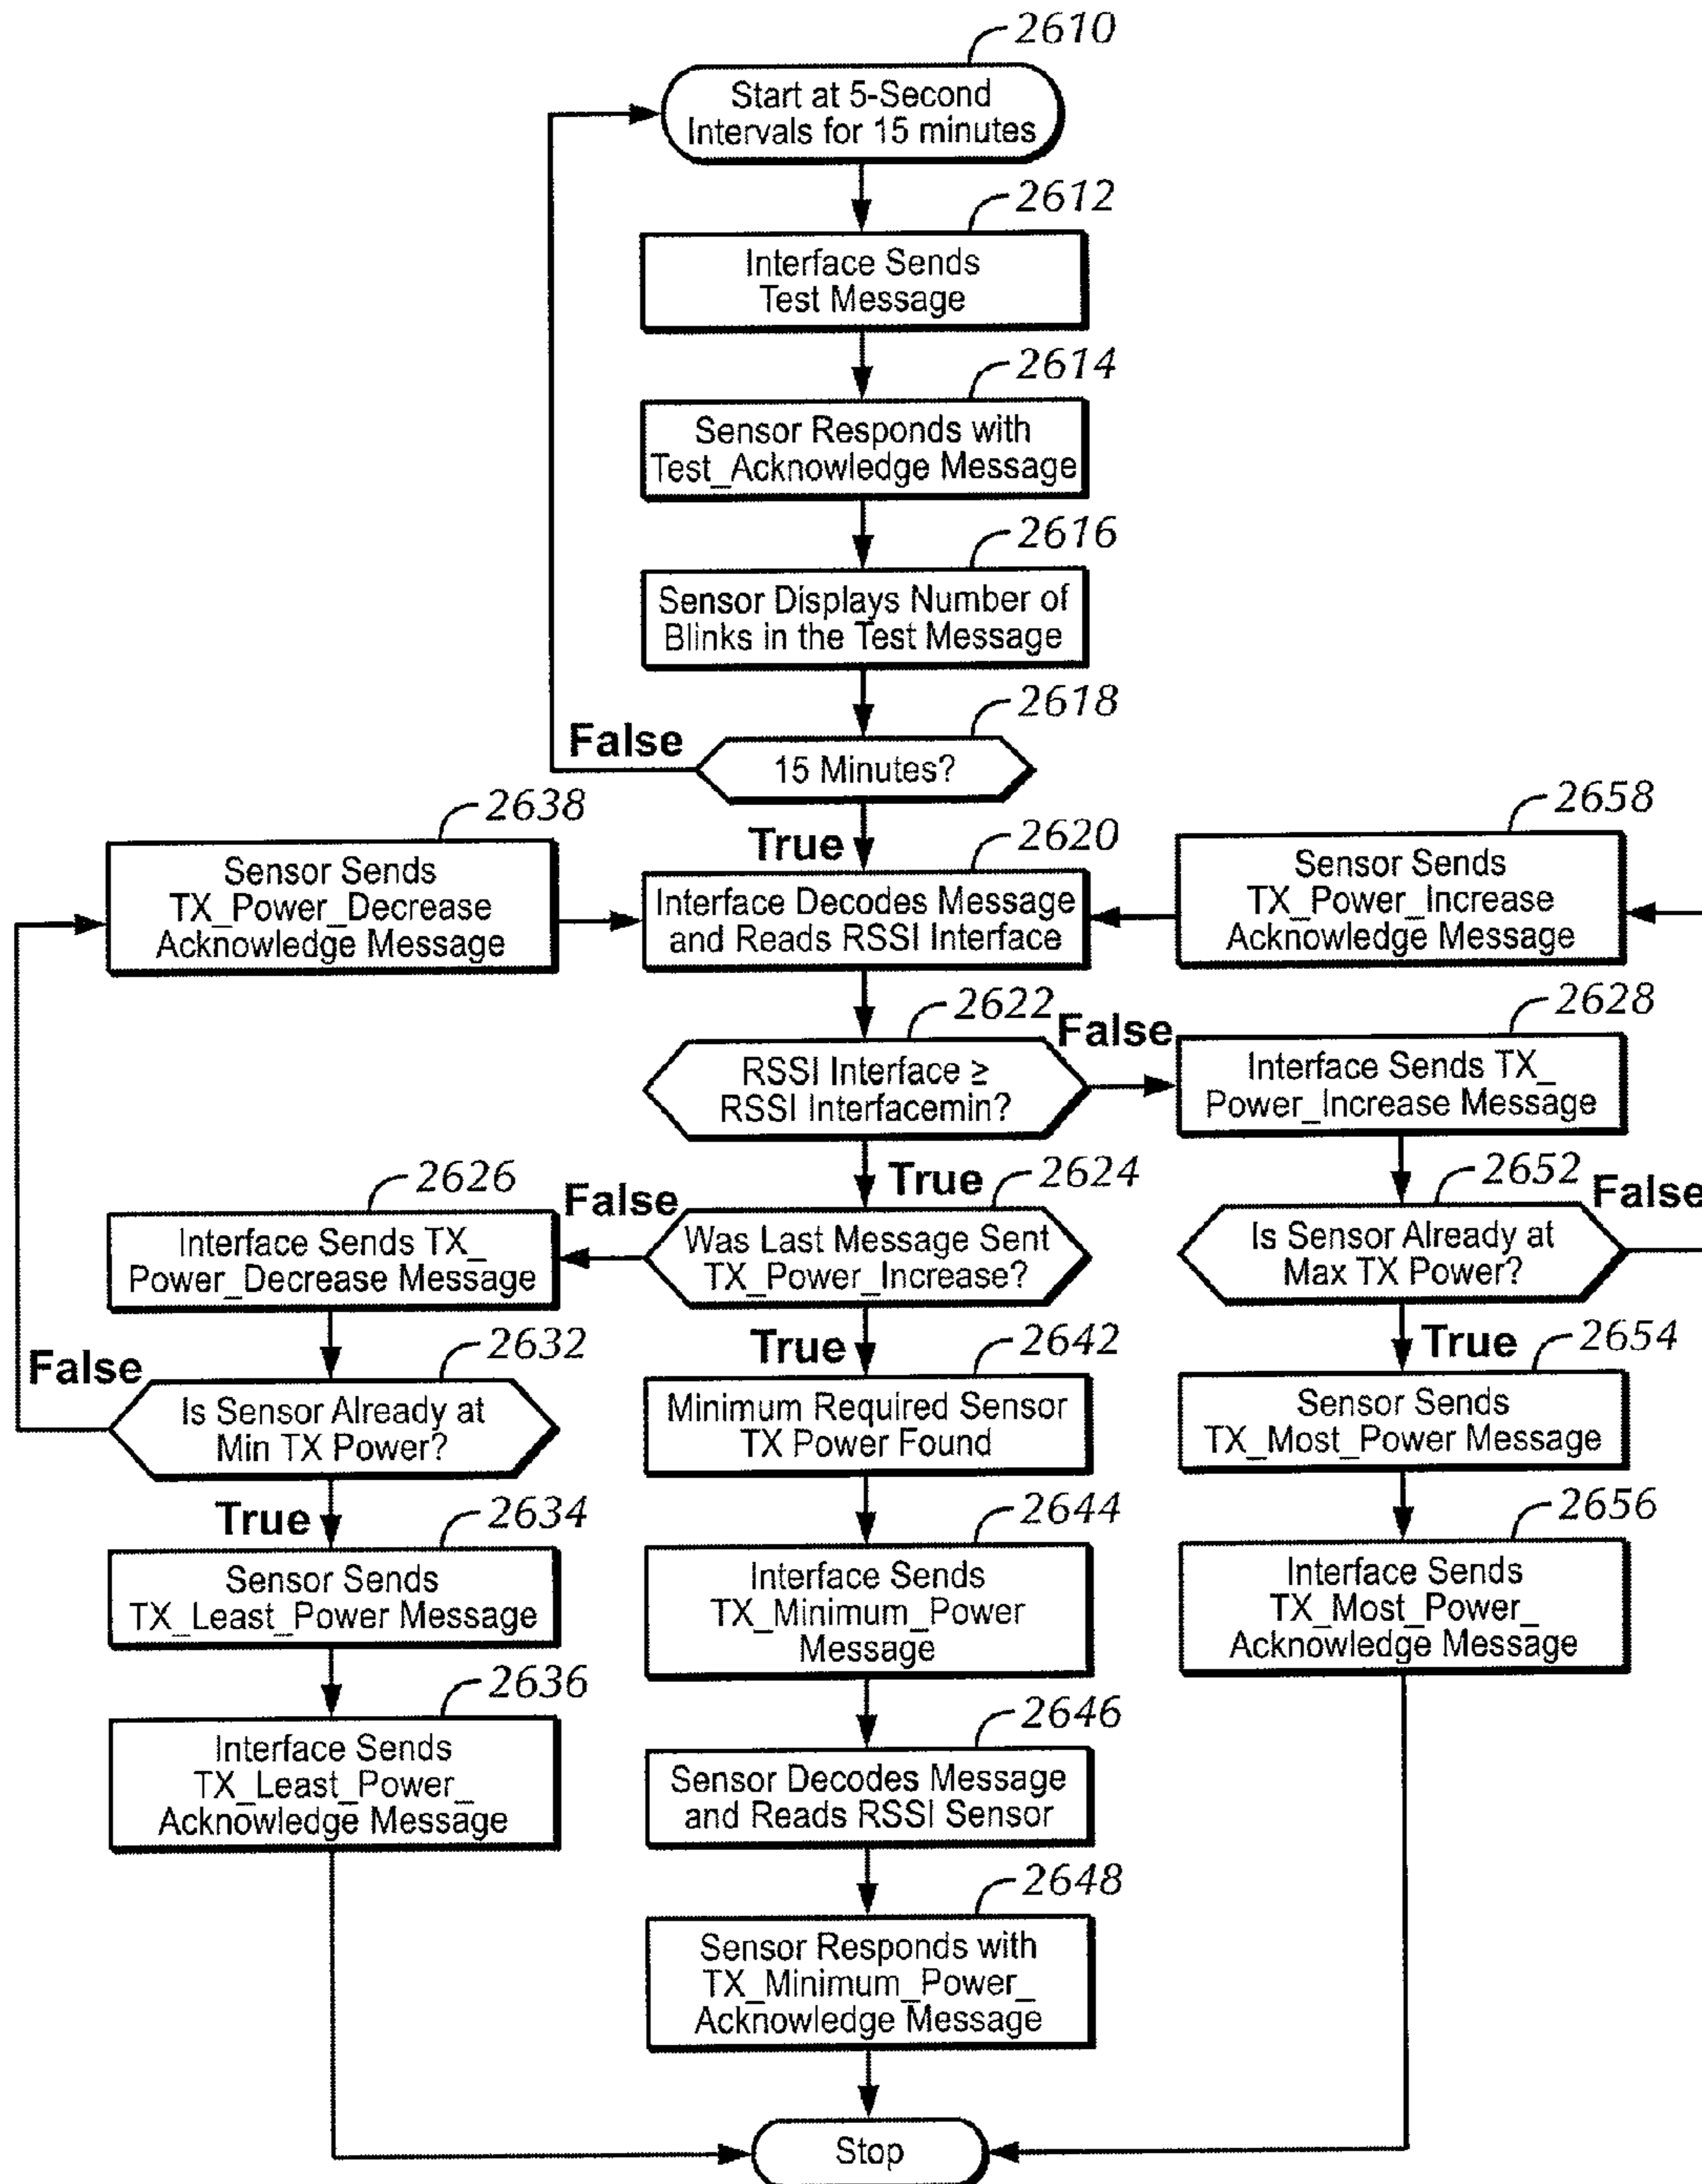 2610
Start at 5-Second
Intervals for 15 minutes
2612
Interface Sends
Test Message
2614
Sensor Responds with
Test_Acknowledge Message
2616
Sensor Displays Number of
Blinks in the Test Message
2618
False
15 Minutes?
True
2638
Sensor Sends
TX_Power_Decrease
Acknowledge Message
2620
Interface Decodes Message
and Reads RSSI Interface
2658
Sensor Sends
TX_Power_Increase
Acknowledge Message
2622
RSSI Interface ≥
RSSI Interfacemin?
False
2628
Interface Sends TX_
Power_Increase Message
True
2624
Was Last Message Sent
TX_Power_Increase?
False
2626
Interface Sends TX_
Power_Decrease Message
2652
Is Sensor Already at
Max TX Power?
False
True
2632
Is Sensor Already at
Min TX Power?
False
True
2642
Minimum Required Sensor
TX Power Found
True
2654
Sensor Sends
TX_Most_Power Message
2634
Sensor Sends
TX_Least_Power Message
2644
Interface Sends
TX_Minimum_Power
Message
2656
Interface Sends
TX_Most_Power_
Acknowledge Message
2636
Interface Sends
TX_Least_Power_
Acknowledge Message
2646
Sensor Decodes Message
and Reads RSSI Sensor
2648
Sensor Responds with
TX_Minimum_Power_
Acknowledge Message
Stop